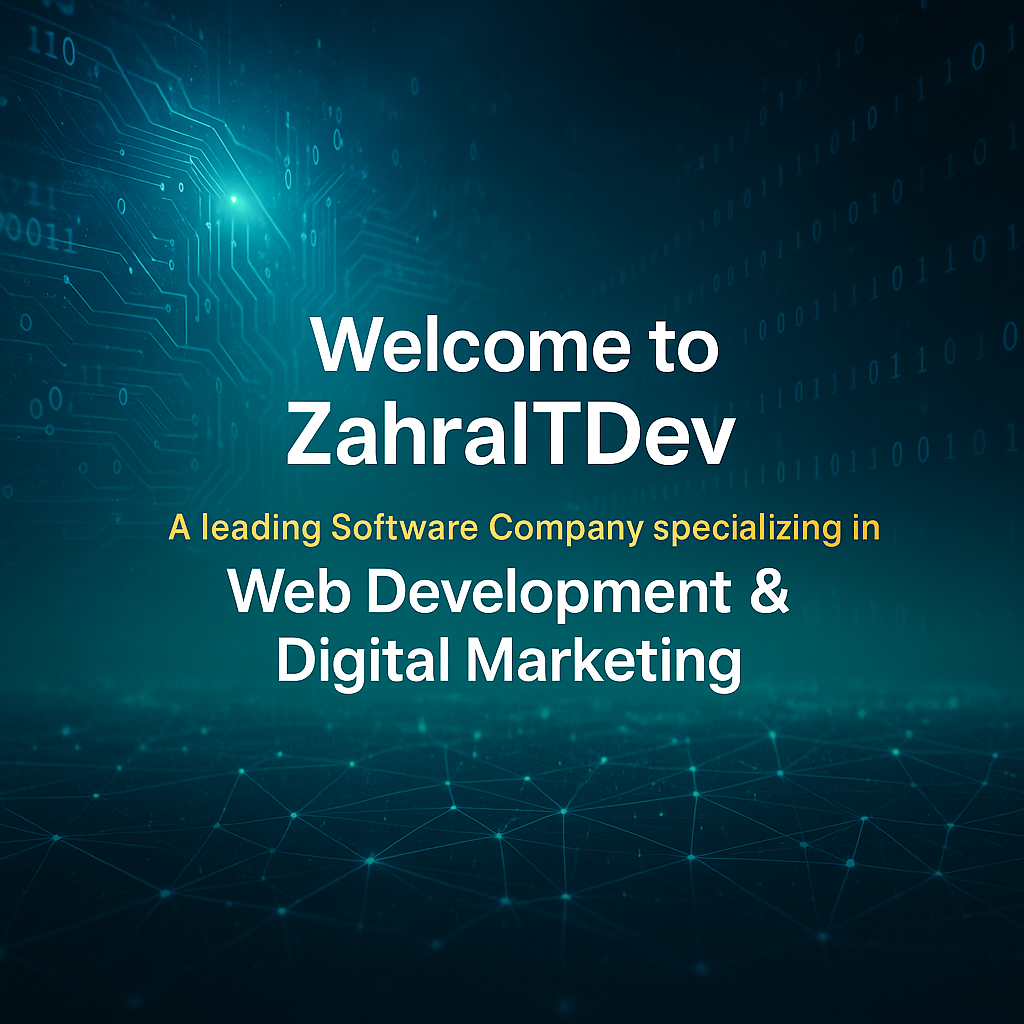 Welcome to
ZahraITDev
A leading Software Company specializing in
Web Development &
Digital Marketing